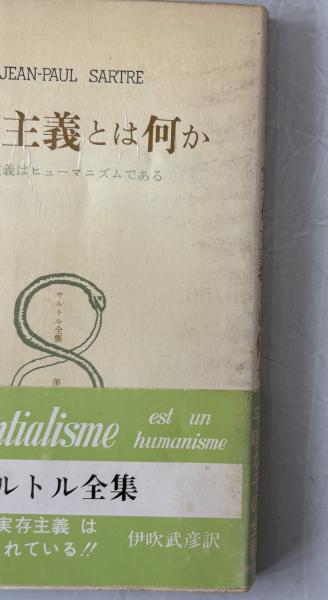 JEAN-PAUL SARTRE
主義とは何か
義はヒューマニズムである
サルトル全集
第
ntialisme est un humanisme
ルトル全集
実存主義 は
れている!! 伊吹武彦訳